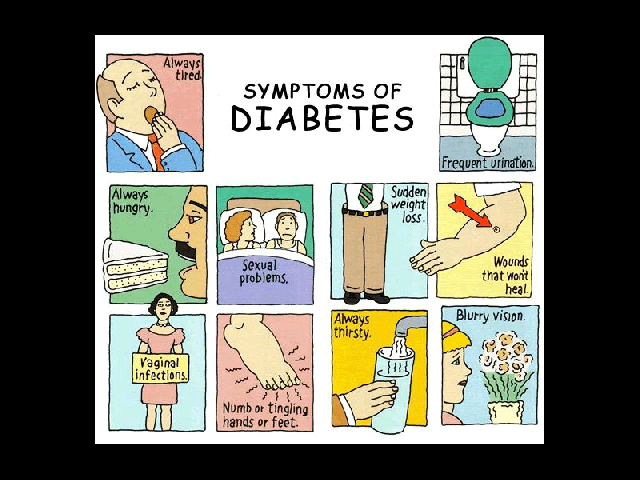 Always
tired.
SYMPTOMS OF
DIABETES
Frequent urination.
Always
hungry.
Sexual
problems.
Sudden
weight
loss.
Wounds
that won't
heal.
Vaginal
infections.
Numb or tingling
hands or feet.
Always
thirsty.
Blurry vision.